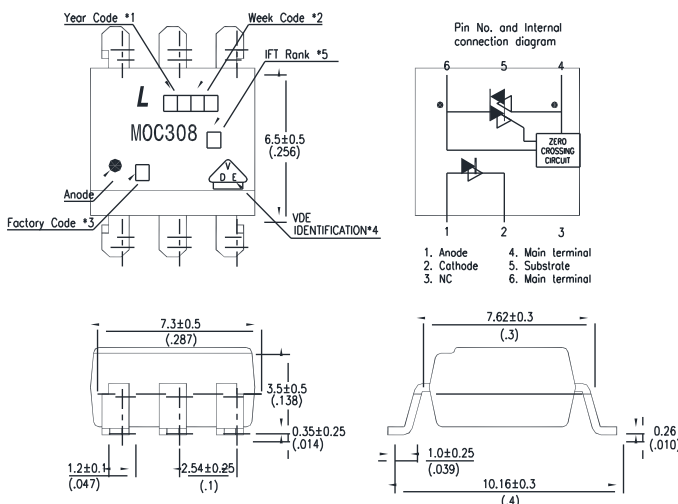 Year Code *1
Week Code *2
IFT Rank *5
L
MOC308
V
D E
Anode
Factory Code *3
VDE
IDENTIFICATION*4
6.5±0.5
(.256)
Pin No. and Internal
connection diagram
6 5 4
ZERO
CROSSING
CIRCUIT
1 2 3
1. Anode 4. Main terminal
2. Cathode 5. Substrate
3. NC 6. Main terminal
7.3±0.5
(.287)
3.5±0.5
(.138)
0.35±0.25
(.014)
1.2±0.1
(.047)
2.54±0.25
(.1)
7.62±0.3
(.3)
0.26
(.010)
1.0±0.25
(.039)
10.16±0.3
(.4)